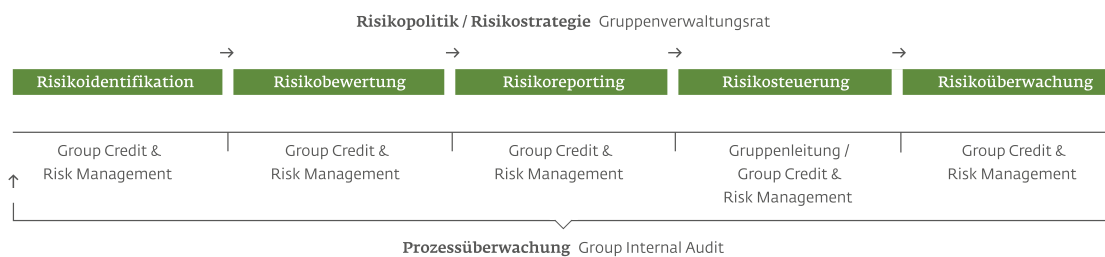 Risikopolitik / Risikostrategie Gruppenverwaltungsrat
Risikoidentifikation
Risikobewertung
Risikoreporting
Risikosteuerung
Risikoüberwachung
Group Credit &
Risk Management
Group Credit &
Risk Management
Group Credit &
Risk Management
Gruppenleitung /
Group Credit &
Risk Management
Group Credit &
Risk Management
Prozessüberwachung Group Internal Audit